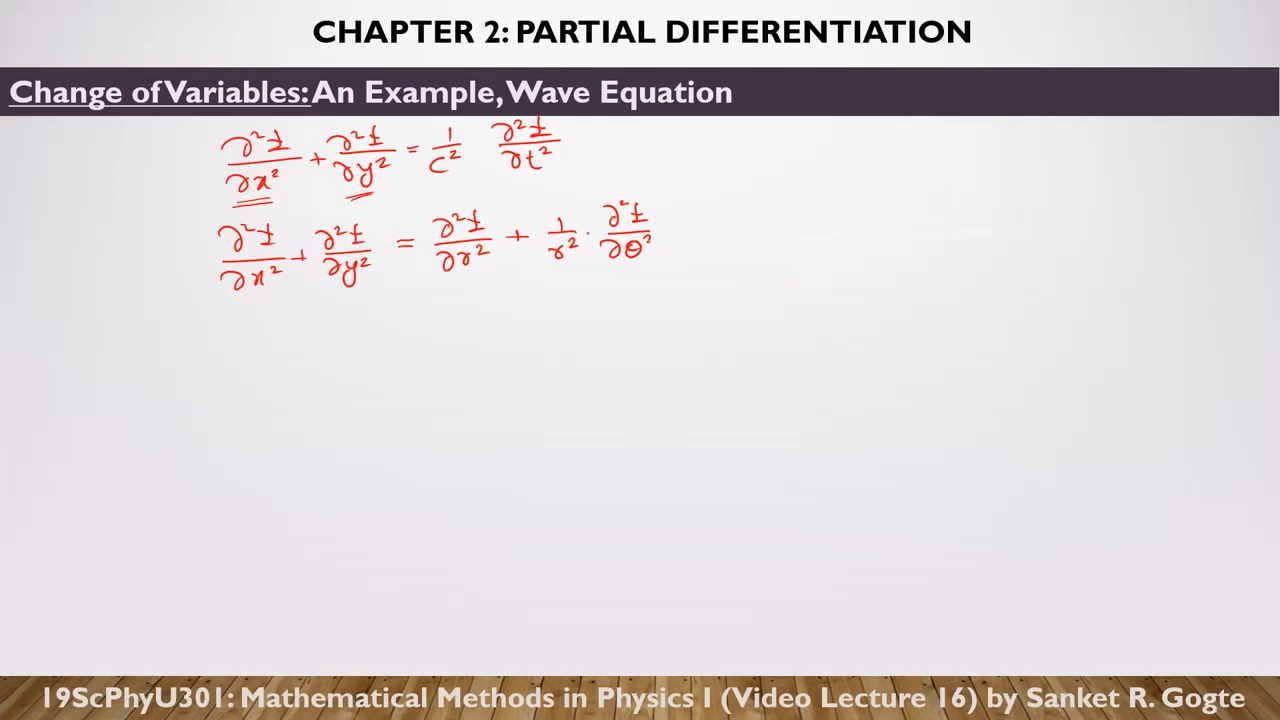 CHAPTER 2: PARTIAL DIFFERENTIATION
Change of Variables: An Example, Wave Equation
∂²f/∂x² + ∂²f/∂y² = 1/c² ∂²f/∂t²
∂²f/∂x² + ∂²f/∂y² = ∂²f/∂r² + 1/r² · ∂²f/∂θ²
19ScPhyU301: Mathematical Methods in Physics I (Video Lecture 16) by Sanket R. Gogte